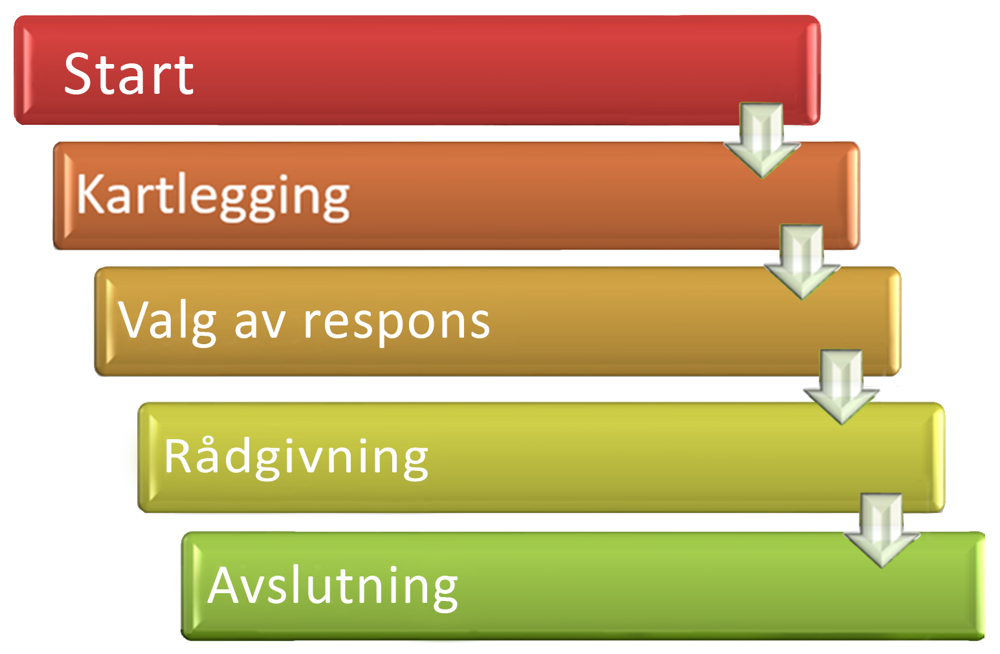 Start
Kartlegging
Valg av respons
Rådgivning
Avslutning